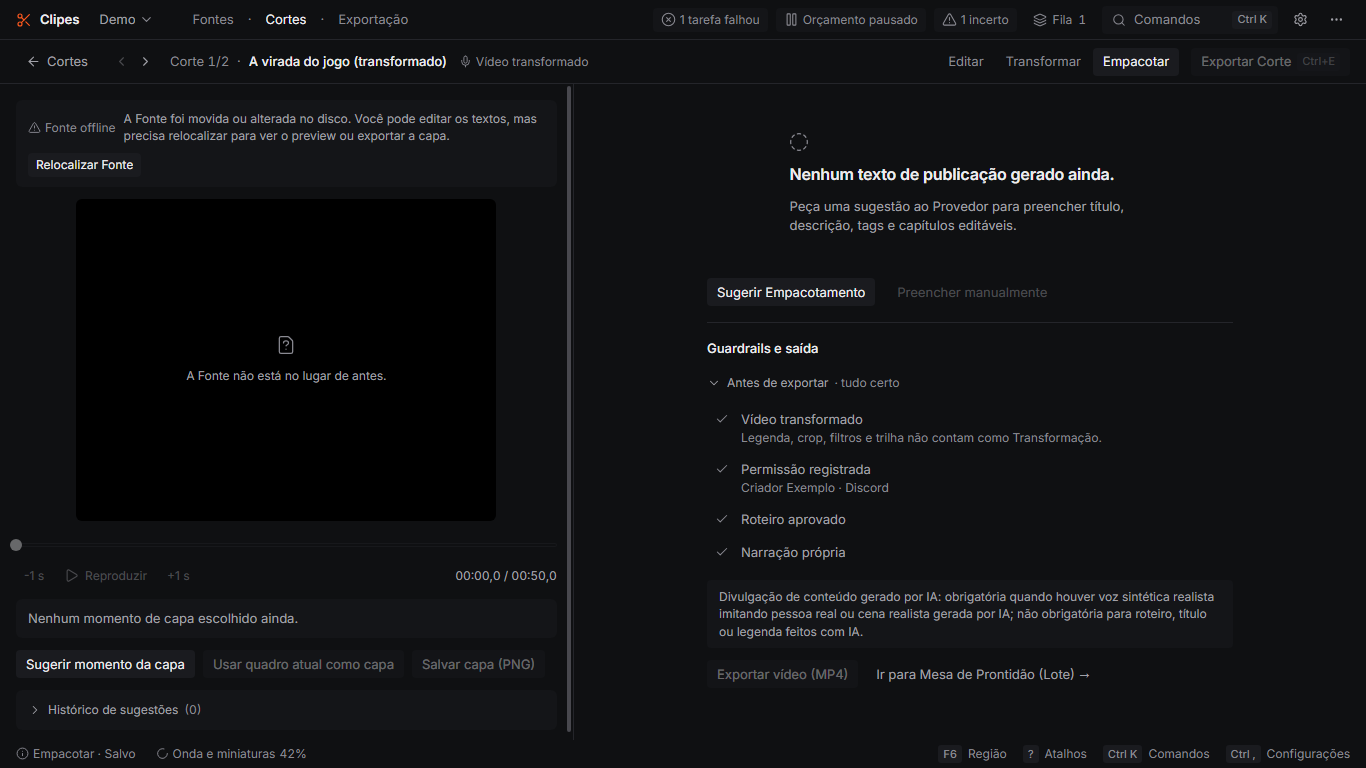 Clipes Demo Fontes · Cortes · Exportação 1 tarefa falhou Orçamento pausado 1 incerto Fila 1 Comandos Ctrl K
Cortes Corte 1/2 · A virada do jogo (transformado) Vídeo transformado Editar Transformar Empacotar Exportar Corte Ctrl+E
Fonte offline
A Fonte foi movida ou alterada no disco. Você pode editar os textos, mas
precisa relocalizar para ver o preview ou exportar a capa.
Relocalizar Fonte
A Fonte não está no lugar de antes.
-1 s Reproduzir +1 s 00:00,0 / 00:50,0
Nenhum momento de capa escolhido ainda.
Sugerir momento da capa Usar quadro atual como capa Salvar capa (PNG)
Histórico de sugestões (0)
Nenhum texto de publicação gerado ainda.
Peça uma sugestão ao Provedor para preencher título,
descrição, tags e capítulos editáveis.
Sugerir Empacotamento Preencher manualmente
Guardrails e saída
Antes de exportar · tudo certo
Vídeo transformado
Legenda, crop, filtros e trilha não contam como Transformação.
Permissão registrada
Criador Exemplo · Discord
Roteiro aprovado
Narração própria
Divulgação de conteúdo gerado por IA: obrigatória quando houver voz sintética realista
imitando pessoa real ou cena realista gerada por IA; não obrigatória para roteiro, título
ou legenda feitos com IA.
Exportar vídeo (MP4) Ir para Mesa de Prontidão (Lote) →
Empacotar · Salvo Onda e miniaturas 42% F6 Região ? Atalhos Ctrl K Comandos Ctrl , Configurações